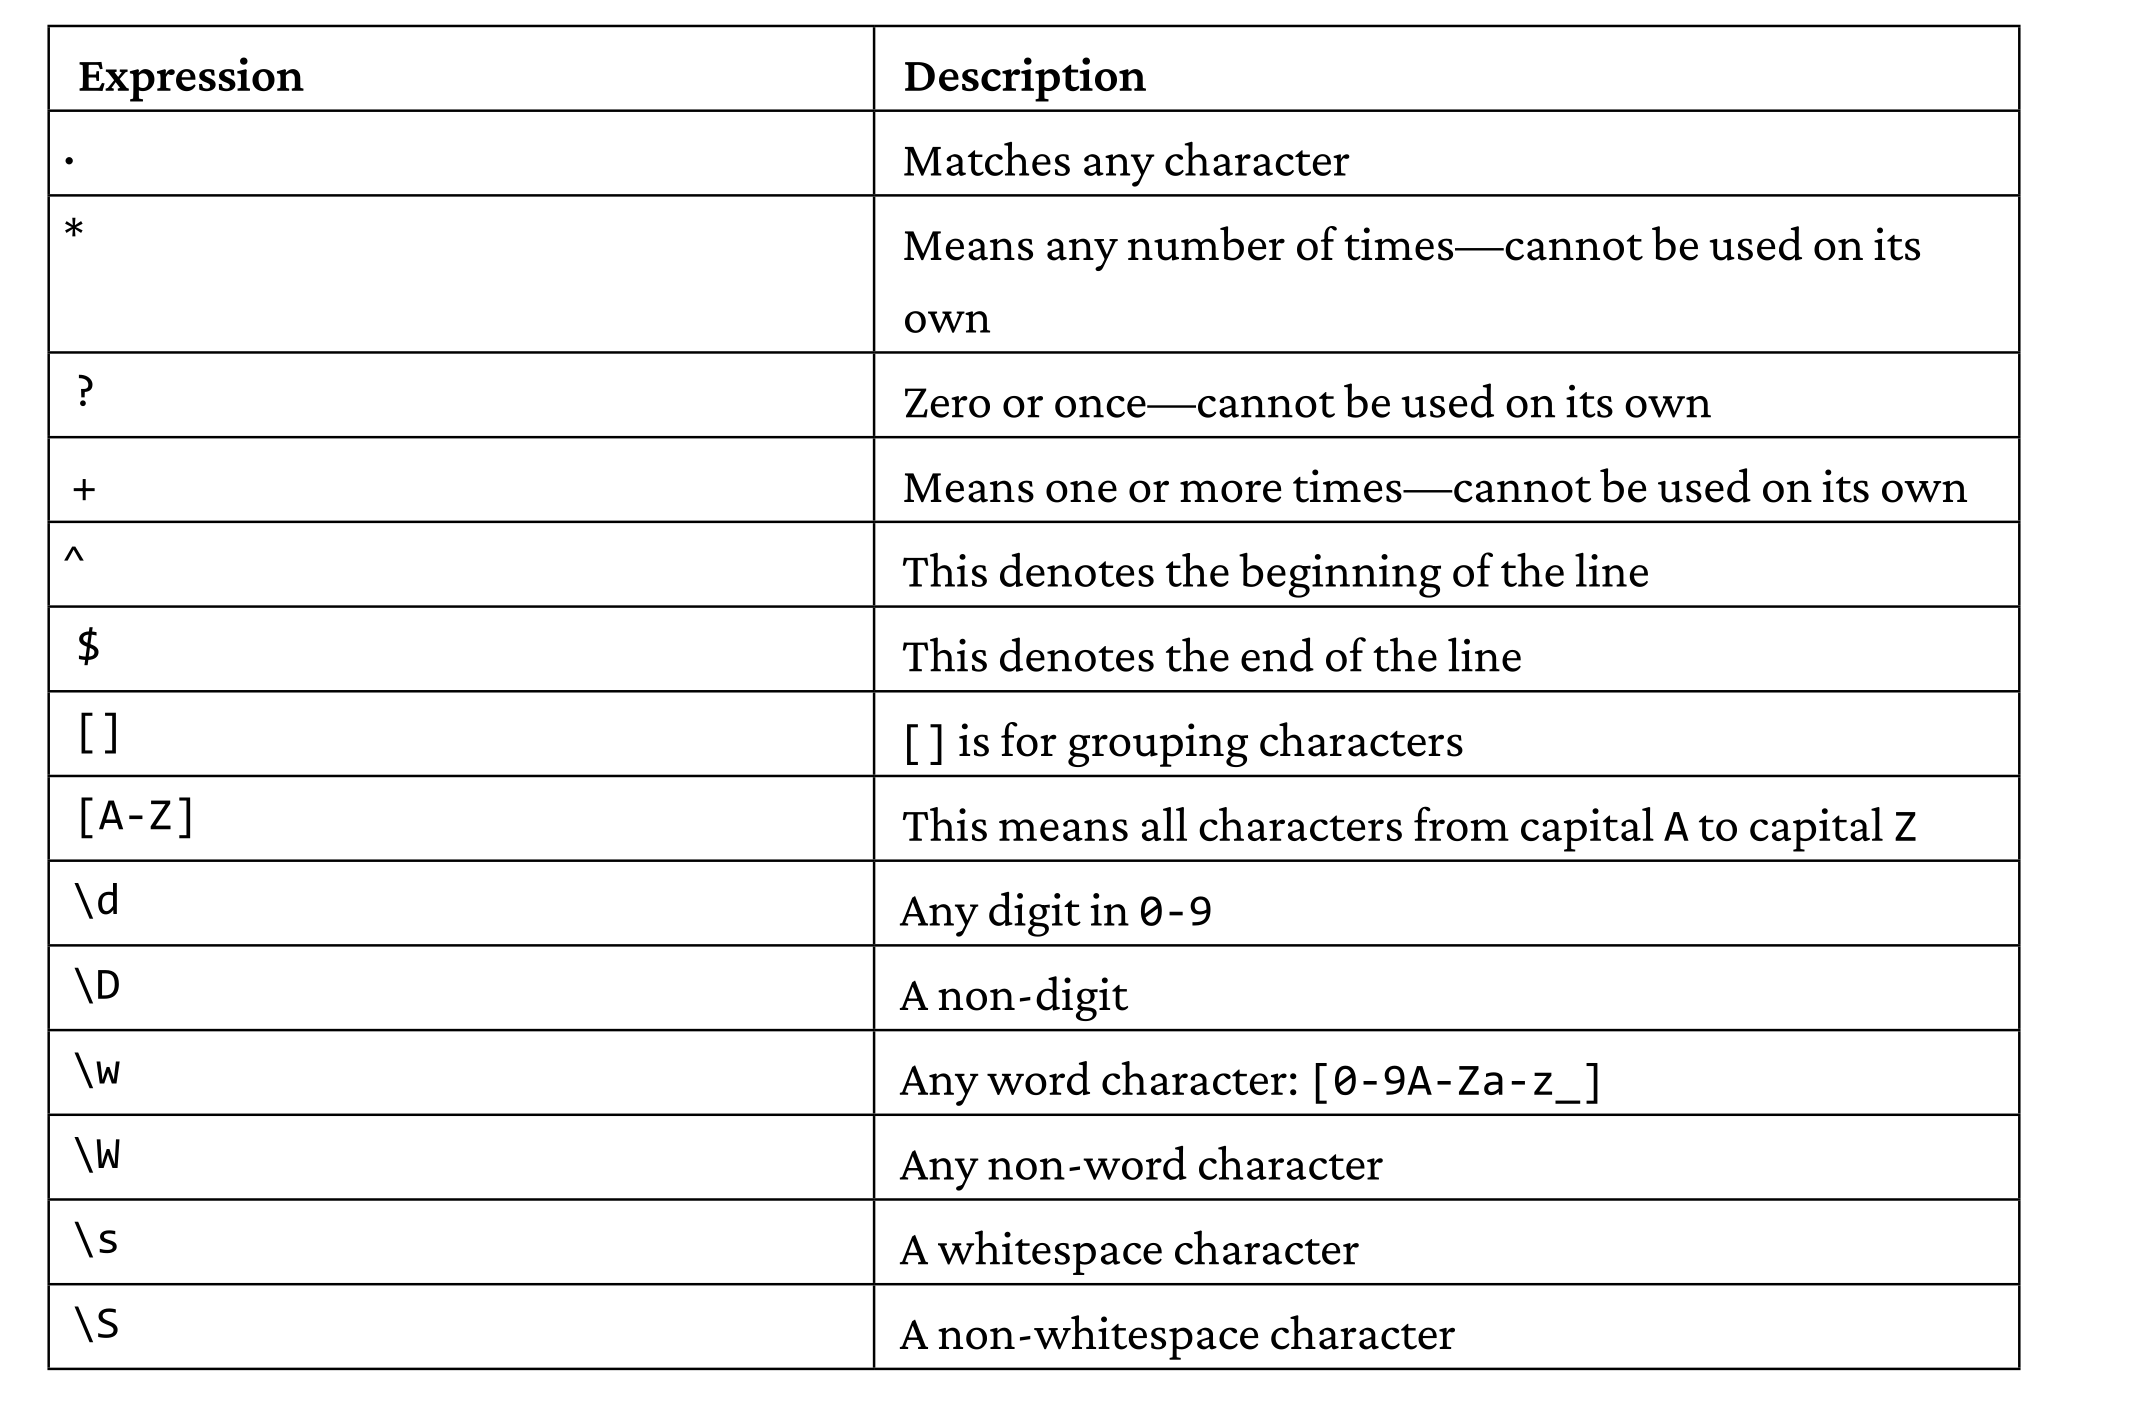 Expression Description
. Matches any character
* Means any number of times—cannot be used on its
own
? Zero or once—cannot be used on its own
+ Means one or more times—cannot be used on its own
^ This denotes the beginning of the line
$ This denotes the end of the line
[] [] is for grouping characters
[A-Z] This means all characters from capital A to capital Z
\d Any digit in 0-9
\D A non-digit
\w Any word character: [0-9A-Za-z_]
\W Any non-word character
\s A whitespace character
\S A non-whitespace character